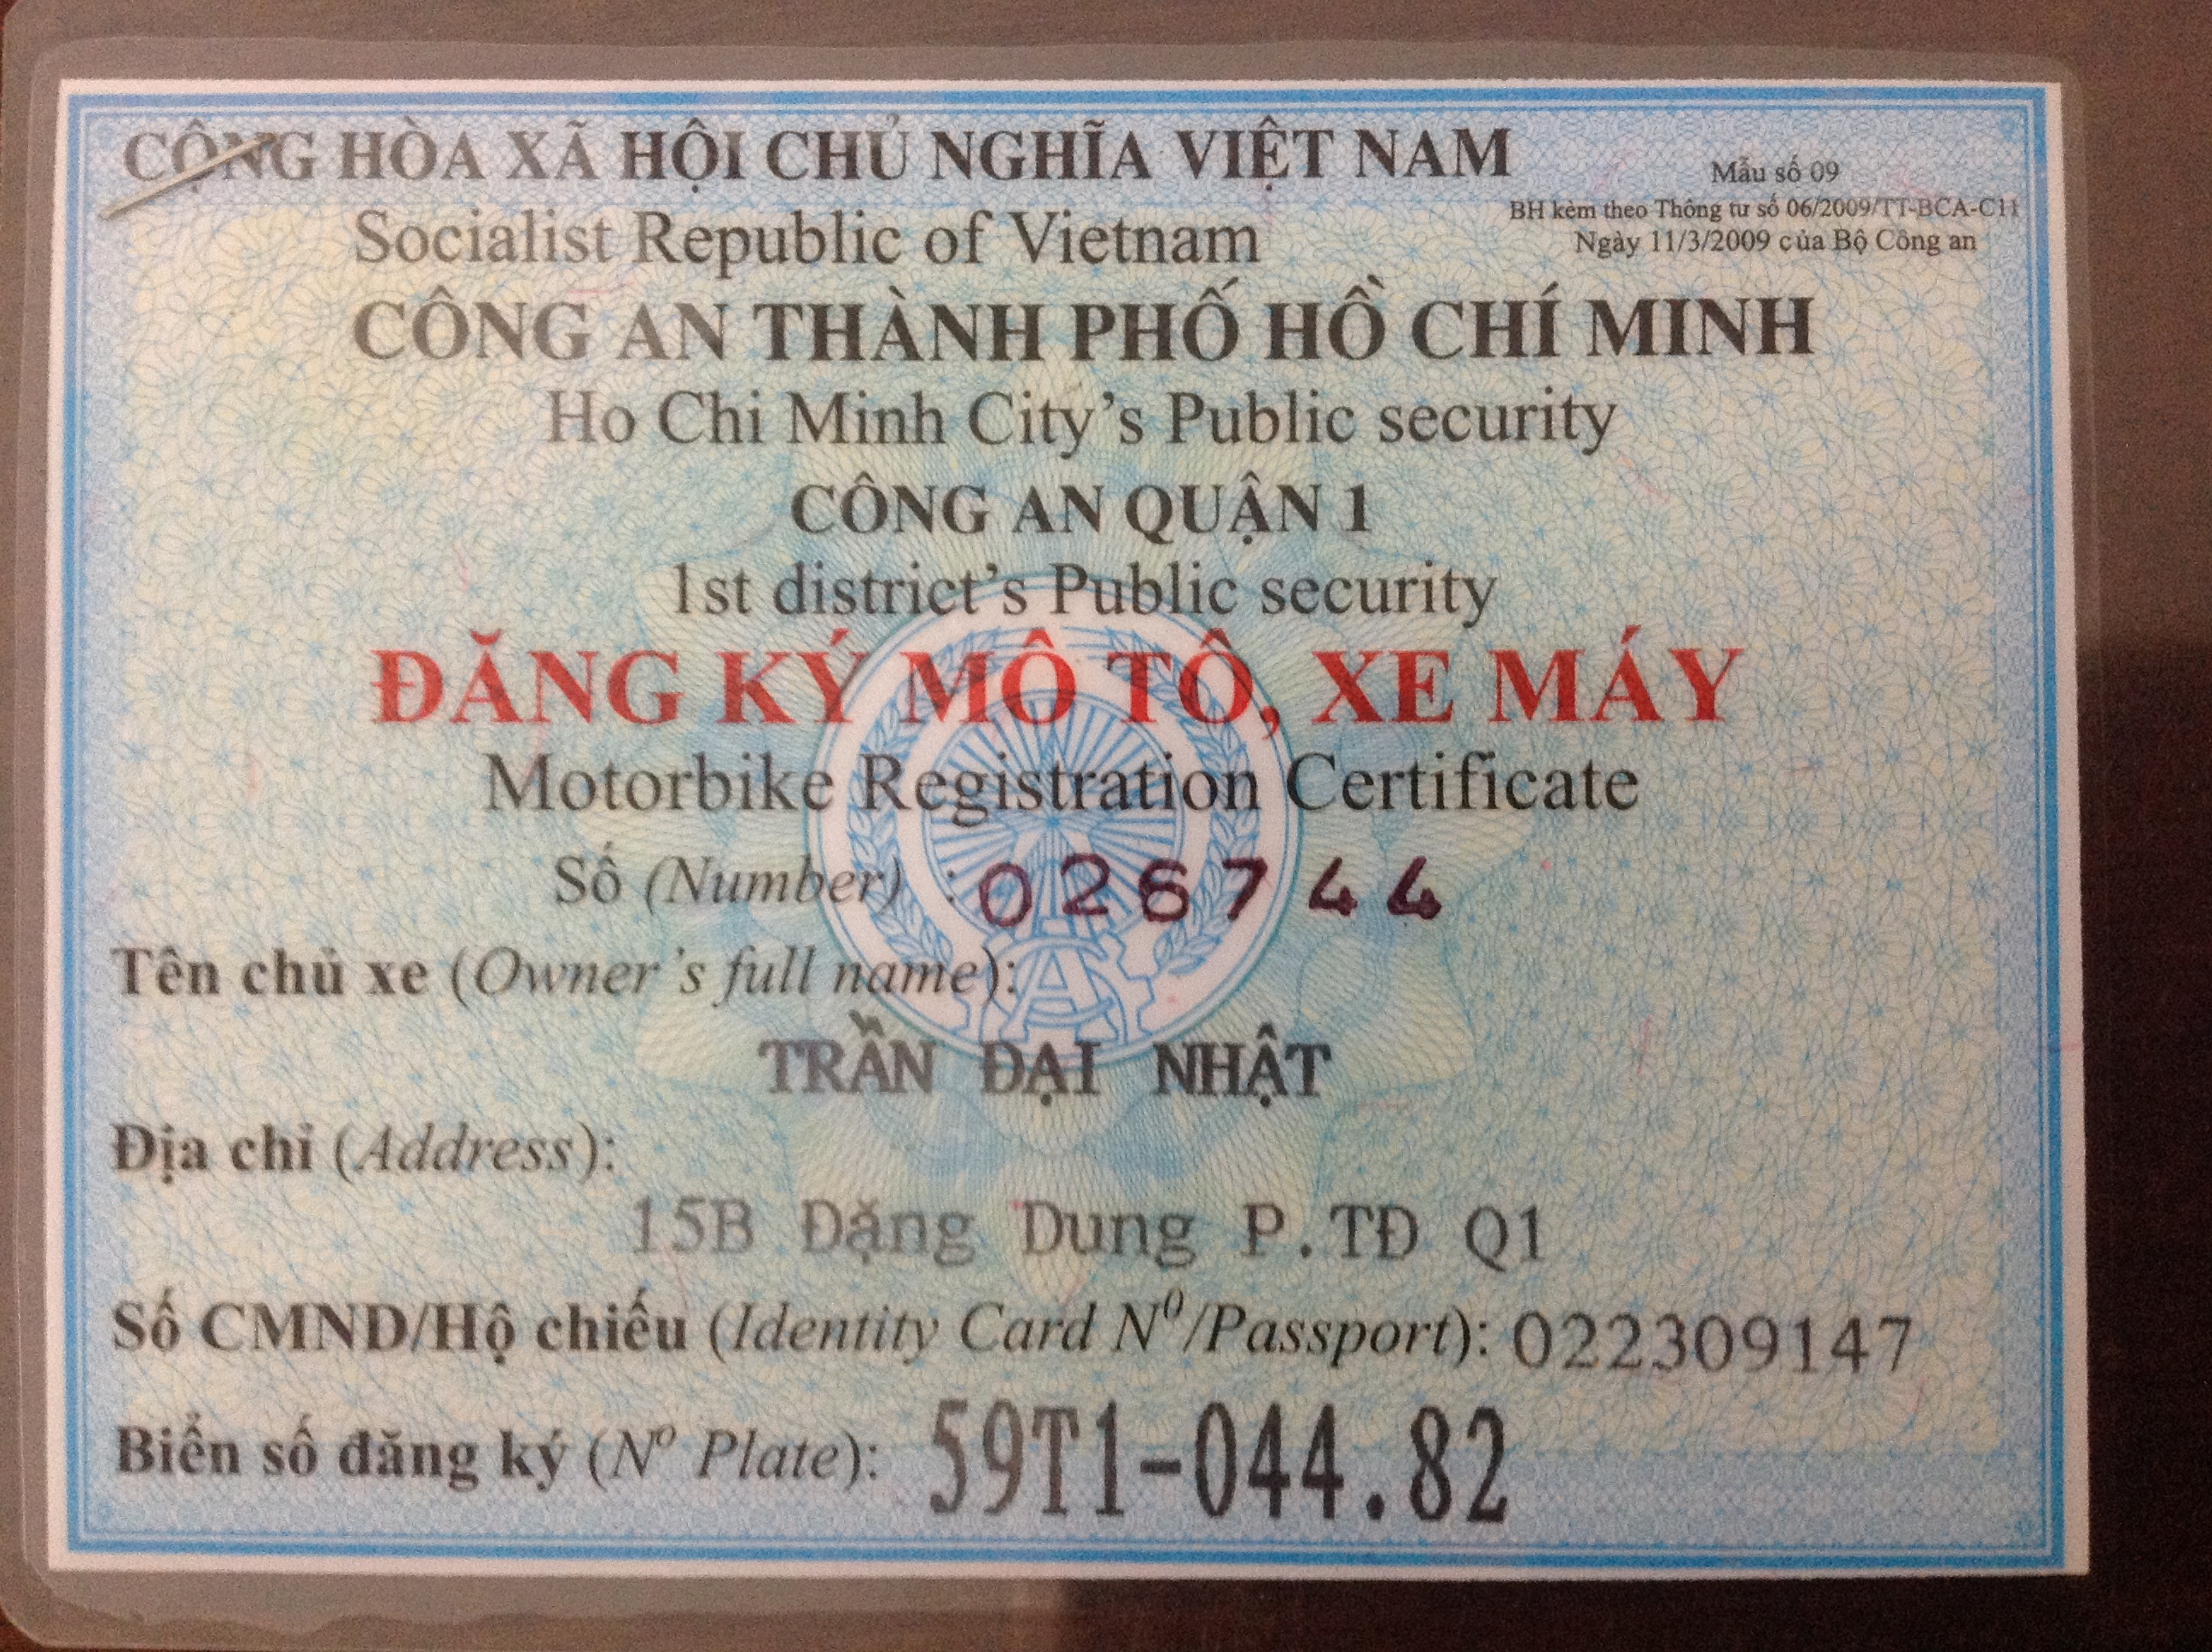 CỘNG HÒA XÃ HỘI CHỦ NGHĨA VIỆT NAM
Mẫu số 09
BH kèm theo Thông tư số 06/2009/TT-BCA-C11
Ngày 11/3/2009 của Bộ Công an
Socialist Republic of Vietnam
CÔNG AN THÀNH PHỐ HỒ CHÍ MINH
Ho Chi Minh City's Public security
CÔNG AN QUẬN 1
1st district's Public security
ĐĂNG KÝ MÔ TÔ, XE MÁY
Motorbike Registration Certificate
Số (Number) : 026744
Tên chủ xe (Owner's full name):
TRẦN ĐẠI NHẬT
Địa chỉ (Address):
15B Đặng Dung P.TĐ Q1
Số CMND/Hộ chiếu (Identity Card N⁰/Passport): 022309147
Biển số đăng ký (Nº Plate): 59T1-044.82